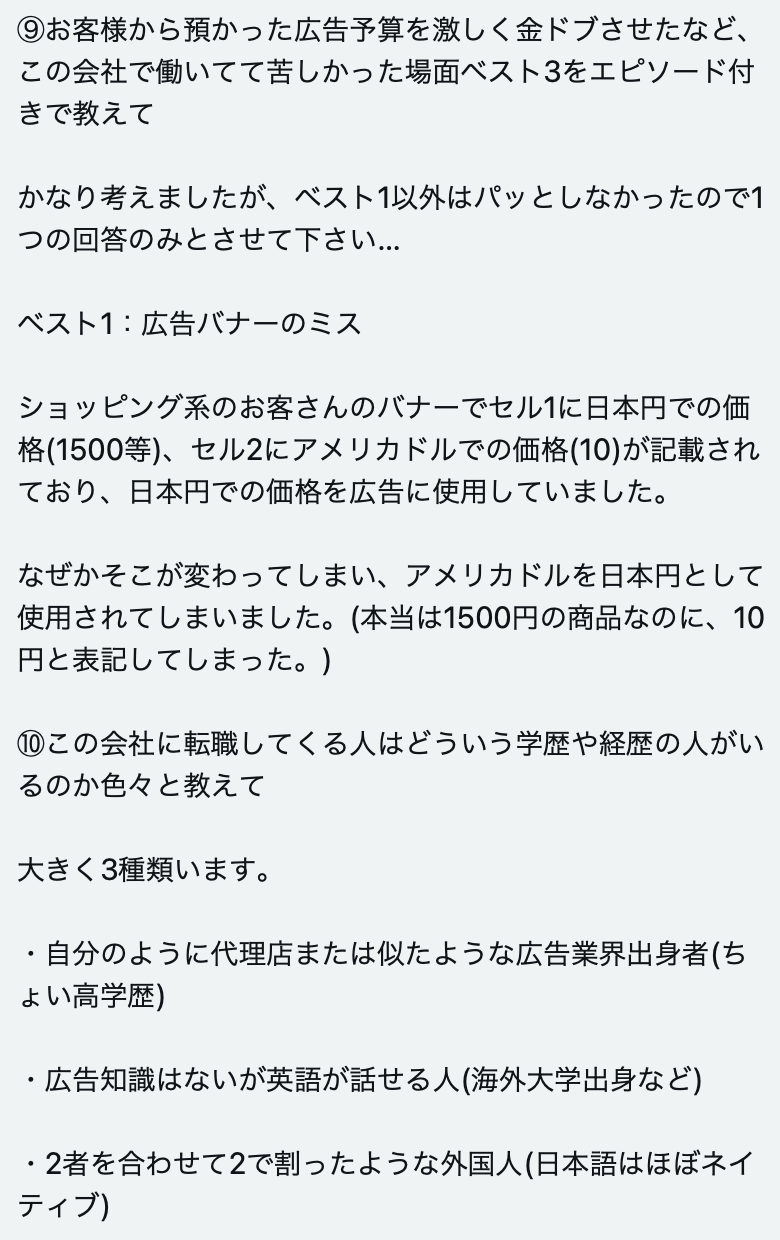 ⑨お客様から預かった広告予算を激しく金ドブさせたなど、
この会社で働いてて苦しかった場面ベスト3をエピソード付
きで教えて
かなり考えましたが、ベスト1以外はパッとしなかったので1
つの回答のみとさせて下さい...
ベスト1：広告バナーのミス
ショッピング系のお客さんのバナーでセル1に日本円での価
格(1500等)、セル2にアメリカドルでの価格(10)が記載され
ており、日本円での価格を広告に使用していました。
なぜかそこが変わってしまい、アメリカドルを日本円として
使用されてしまいました。(本当は1500円の商品なのに、10
円と表記してしまった。)
⑩この会社に転職してくる人はどういう学歴や経歴の人がい
るのか色々と教えて
大きく3種類います。
・自分のように代理店または似たような広告業界出身者(ち
ょい高学歴)
・広告知識はないが英語が話せる人(海外大学出身など)
・2者を合わせて2で割ったような外国人(日本語はほぼネイ
ティブ)